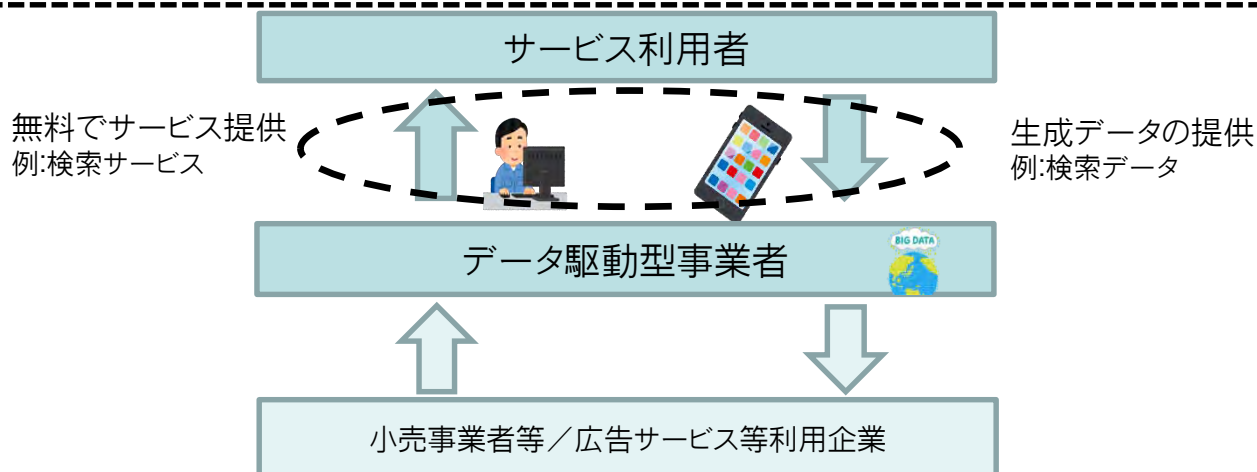 サービス利用者
無料でサービス提供
例:検索サービス
生成データの提供
例:検索データ
データ駆動型事業者
BIG DATA
小売事業者等／広告サービス等利用企業